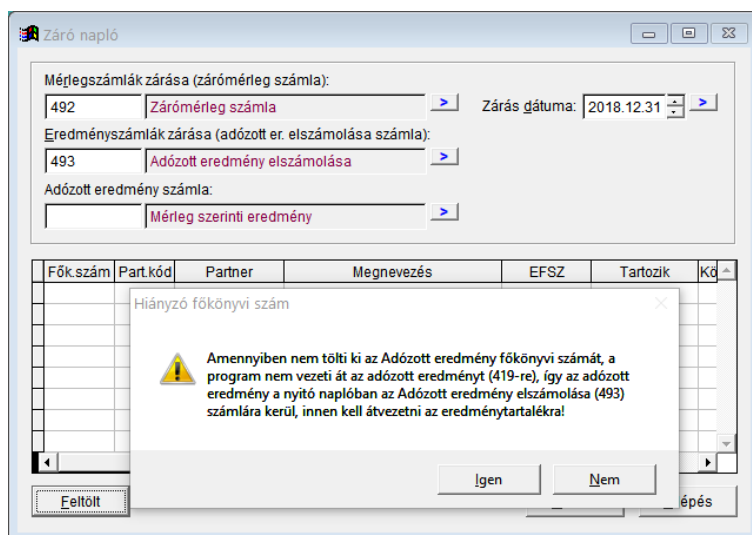 Záró napló
Mérlegszámlák zárása (zárómérleg számla):
492 Zárómérleg számla > Zárás dátuma: 2018.12.31 >
Eredményszámlák zárása (adózott er. elszámolása számla):
493 Adózott eredmény elszámolása >
Adózott eredmény számla:
Mérleg szerinti eredmény >
Fők.szám Part.kód Partner Megnevezés EFSZ Tartozik Kö
Hiányzó főkönyvi szám
Amennyiben nem tölti ki az Adózott eredmény főkönyvi számát, a
program nem vezeti át az adózott eredményt (419-re), így az adózott
eredmény a nyitó naplóban az Adózott eredmény elszámolása (493)
számlára kerül, innen kell átvezetni az eredménytartalékra!
Igen Nem
Feltölt épés